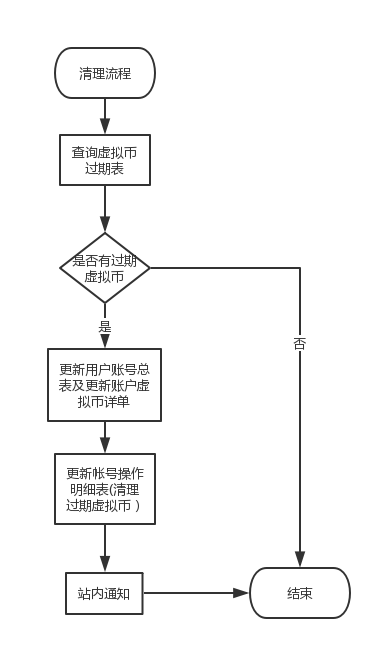 清理流程
查询虚拟币
过期表
是否有过期
虚拟币
是
否
更新用户账号总
表及更新账户虚
拟币详单
更新帐号操作
明细表(清理
过期虚拟币 ）
站内通知
结束